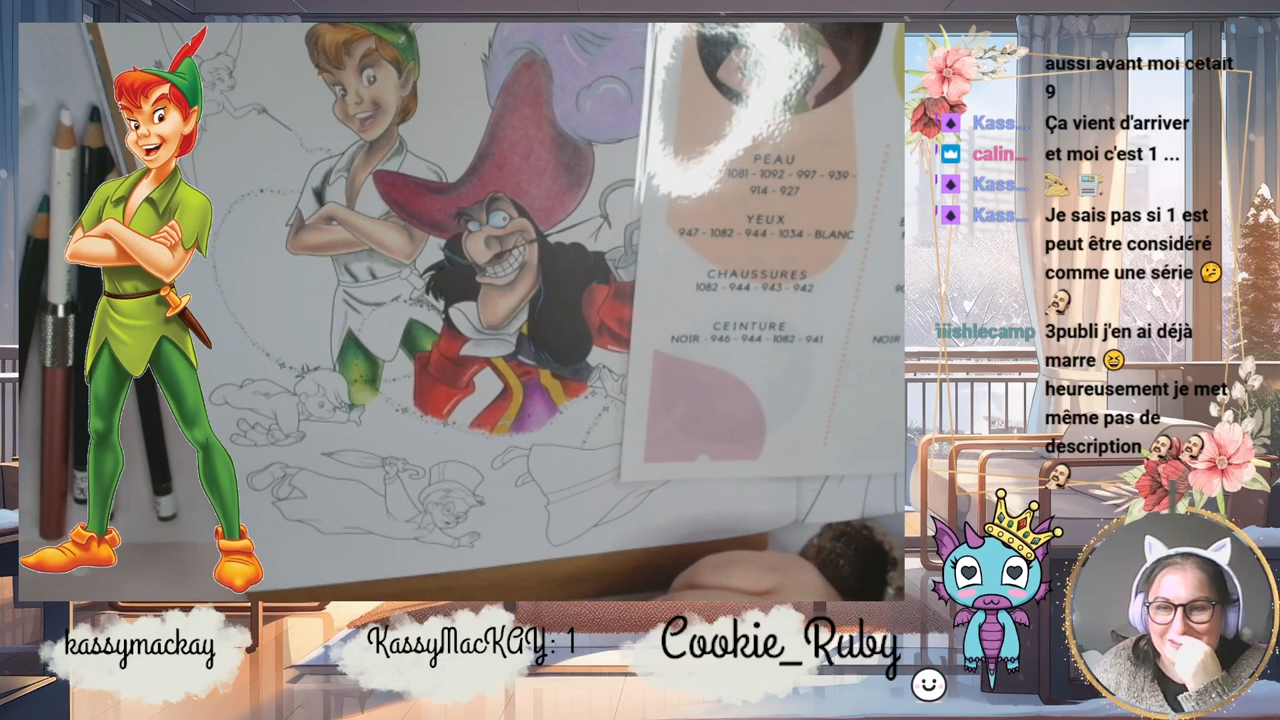 PEAU
1081 - 1092 - 997 - 939 -
914 - 927
YEUX
947 - 1082 - 944 - 1034 - BLANC
CHAUSSURES
1082 - 944 - 943 - 942
CEINTURE
NOIR - 946 - 944 - 1082 - 941
NOIR
aussi avant moi cetait
9
Kass... Ça vient d'arriver
calin... et moi c'est 1 ...
Kass...
Kass... Je sais pas si 1 est
peut être considéré
comme une série
iishlecamp 3publi j'en ai déjà
marre
heureusement je met
même pas de
description
kassymackay
KassyMacKAY: 1
Cookie_Ruby